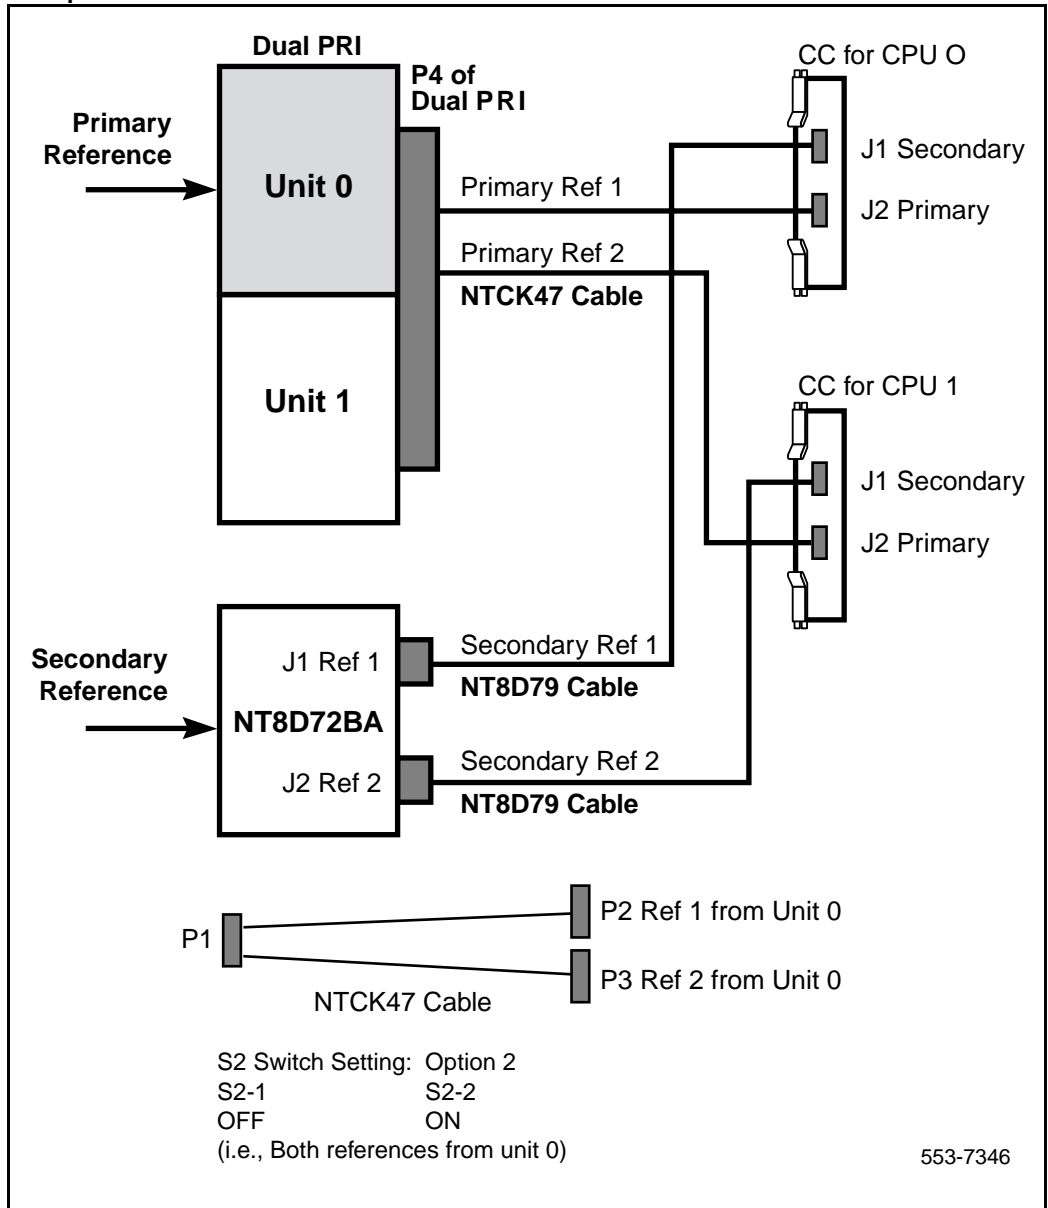 Dual PRI
P4 of
Dual PRI
CC for CPU O
Primary
Reference
Unit 0
J1 Secondary
Primary Ref 1
J2 Primary
Primary Ref 2
NTCK47 Cable
Unit 1
CC for CPU 1
J1 Secondary
J2 Primary
Secondary
Reference
J1 Ref 1
Secondary Ref 1
NT8D79 Cable
NT8D72BA
J2 Ref 2
Secondary Ref 2
NT8D79 Cable
P1
P2 Ref 1 from Unit 0
P3 Ref 2 from Unit 0
NTCK47 Cable
S2 Switch Setting: Option 2
S2-1 S2-2
OFF ON
(i.e., Both references from unit 0)
553-7346